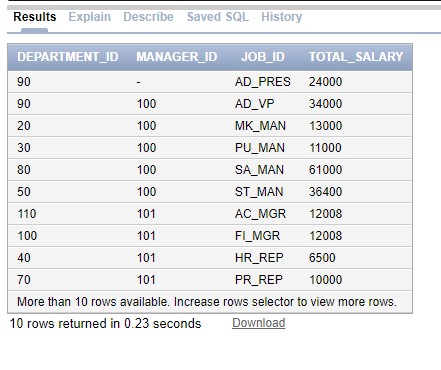 Results Explain Describe Saved SQL History
DEPARTMENT_ID MANAGER_ID JOB_ID TOTAL_SALARY
90 - AD_PRES 24000
90 100 AD_VP 34000
20 100 MK_MAN 13000
30 100 PU_MAN 11000
80 100 SA_MAN 61000
50 100 ST_MAN 36400
110 101 AC_MGR 12008
100 101 FI_MGR 12008
40 101 HR_REP 6500
70 101 PR_REP 10000
More than 10 rows available. Increase rows selector to view more rows.
10 rows returned in 0.23 seconds Download